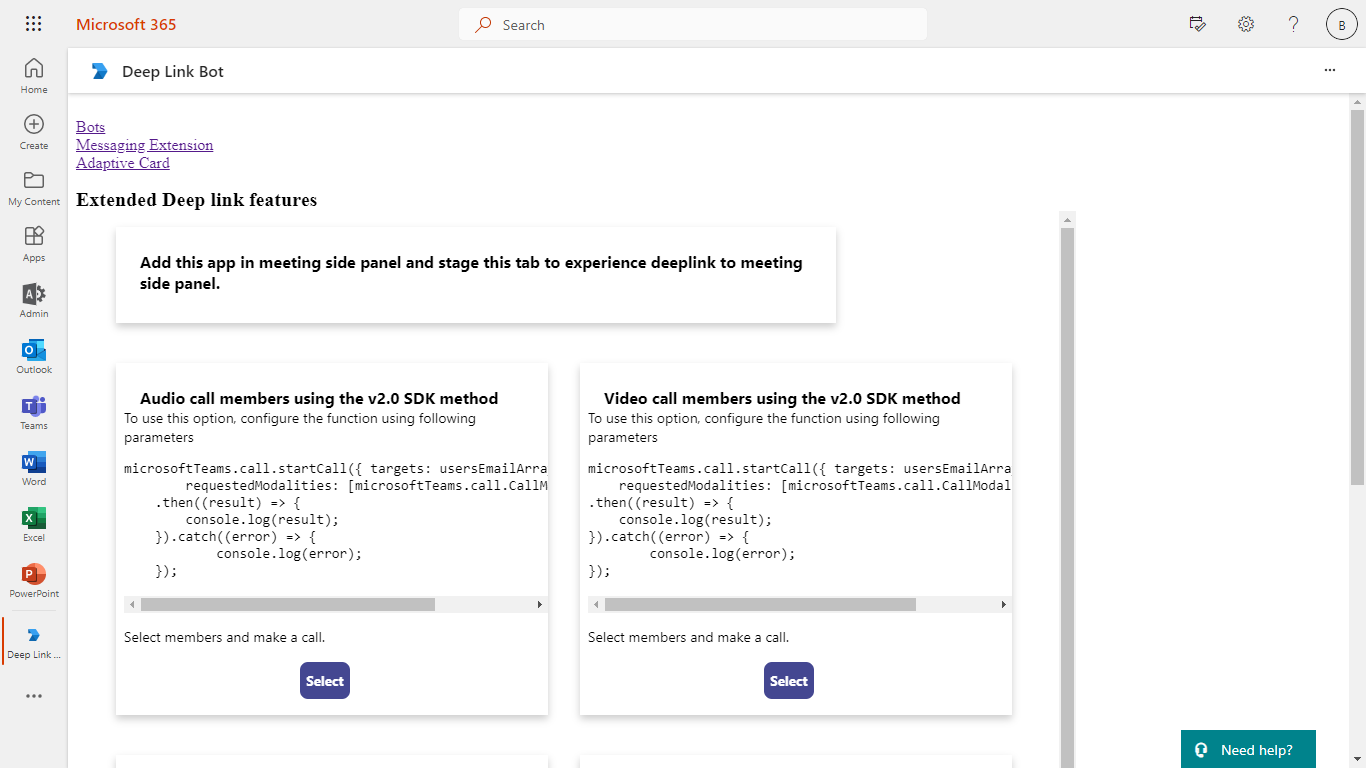 Microsoft 365
Search
B
Home
Create
My Content
Apps
Admin
Outlook
Teams
Word
Excel
PowerPoint
Deep Link ...
Deep Link Bot
Bots
Messaging Extension
Adaptive Card
Extended Deep link features
Add this app in meeting side panel and stage this tab to experience deeplink to meeting
side panel.
Audio call members using the v2.0 SDK method
To use this option, configure the function using following
parameters
microsoftTeams.call.startCall({ targets: usersEmailArra
requestedModalities: [microsoftTeams.call.CallM
.then((result) => {
console.log(result);
}).catch((error) => {
console.log(error);
});
Select members and make a call.
Select
Video call members using the v2.0 SDK method
To use this option, configure the function using following
parameters
microsoftTeams.call.startCall({ targets: usersEmailArra
requestedModalities: [microsoftTeams.call.CallModal
.then((result) => {
console.log(result);
}).catch((error) => {
console.log(error);
});
Select members and make a call.
Select
Need help?